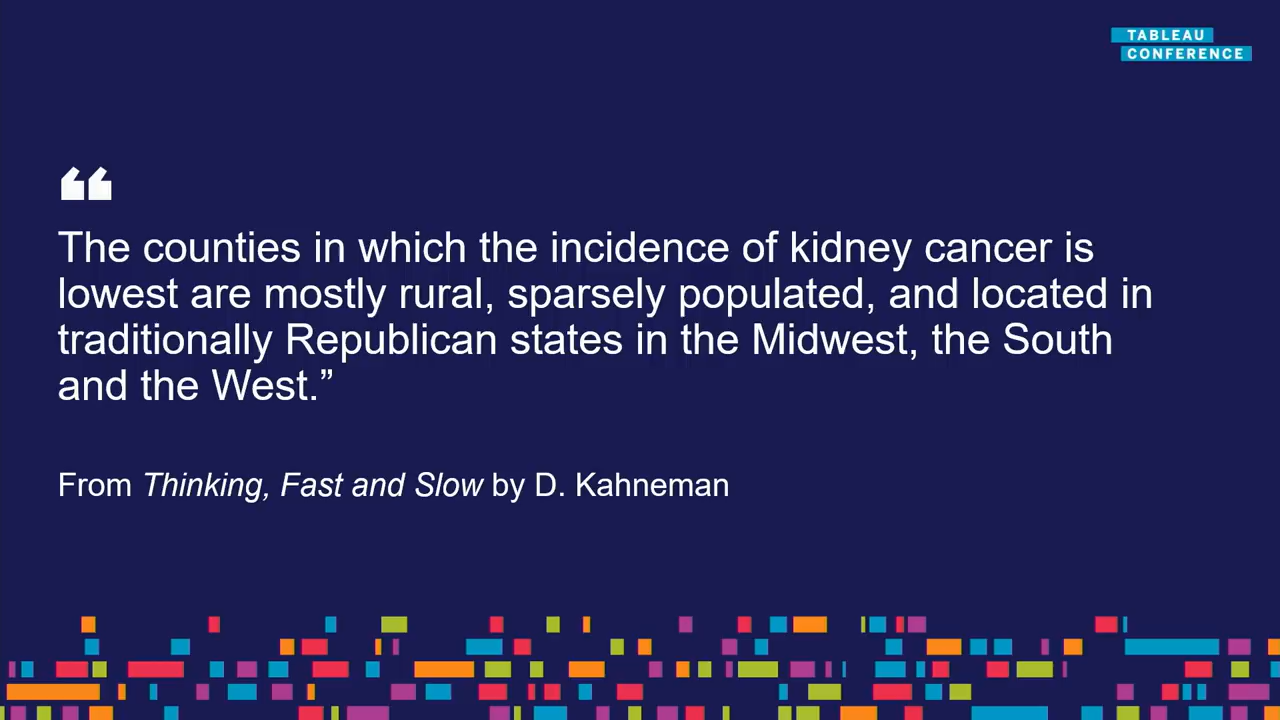 TABLEAU
CONFERENCE
“
The counties in which the incidence of kidney cancer is
lowest are mostly rural, sparsely populated, and located in
traditionally Republican states in the Midwest, the South
and the West.”
From Thinking, Fast and Slow by D. Kahneman